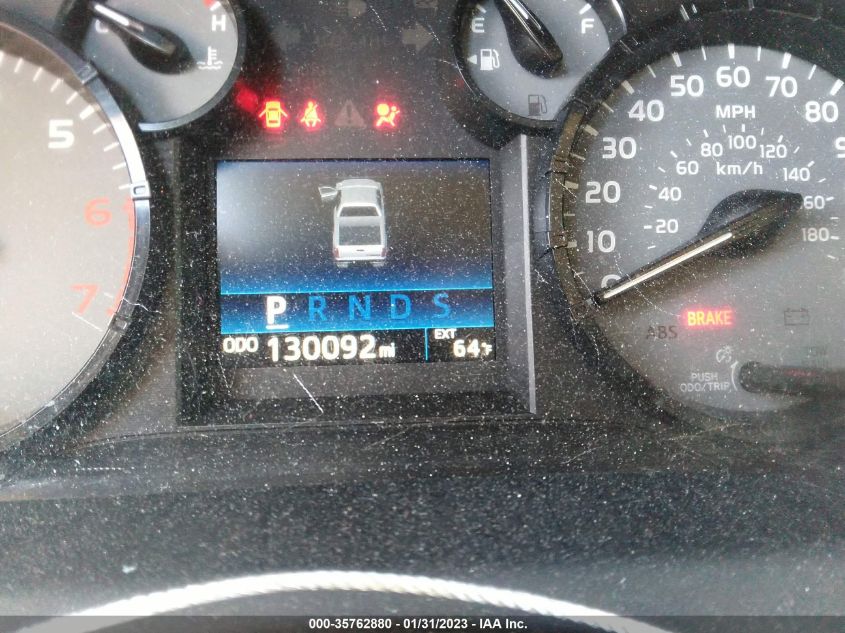 C H
E F
5
6
7
0 10 20 30 40 50 60 70 80
MPH
20 40 60 80 100 120 140 160 180
km/h
P R N D S
ODO 130092 mi
EXT 64°F
BRAKE
ABS
PUSH
ODO/TRIP
000-35762880 - 01/31/2023 - IAA Inc.